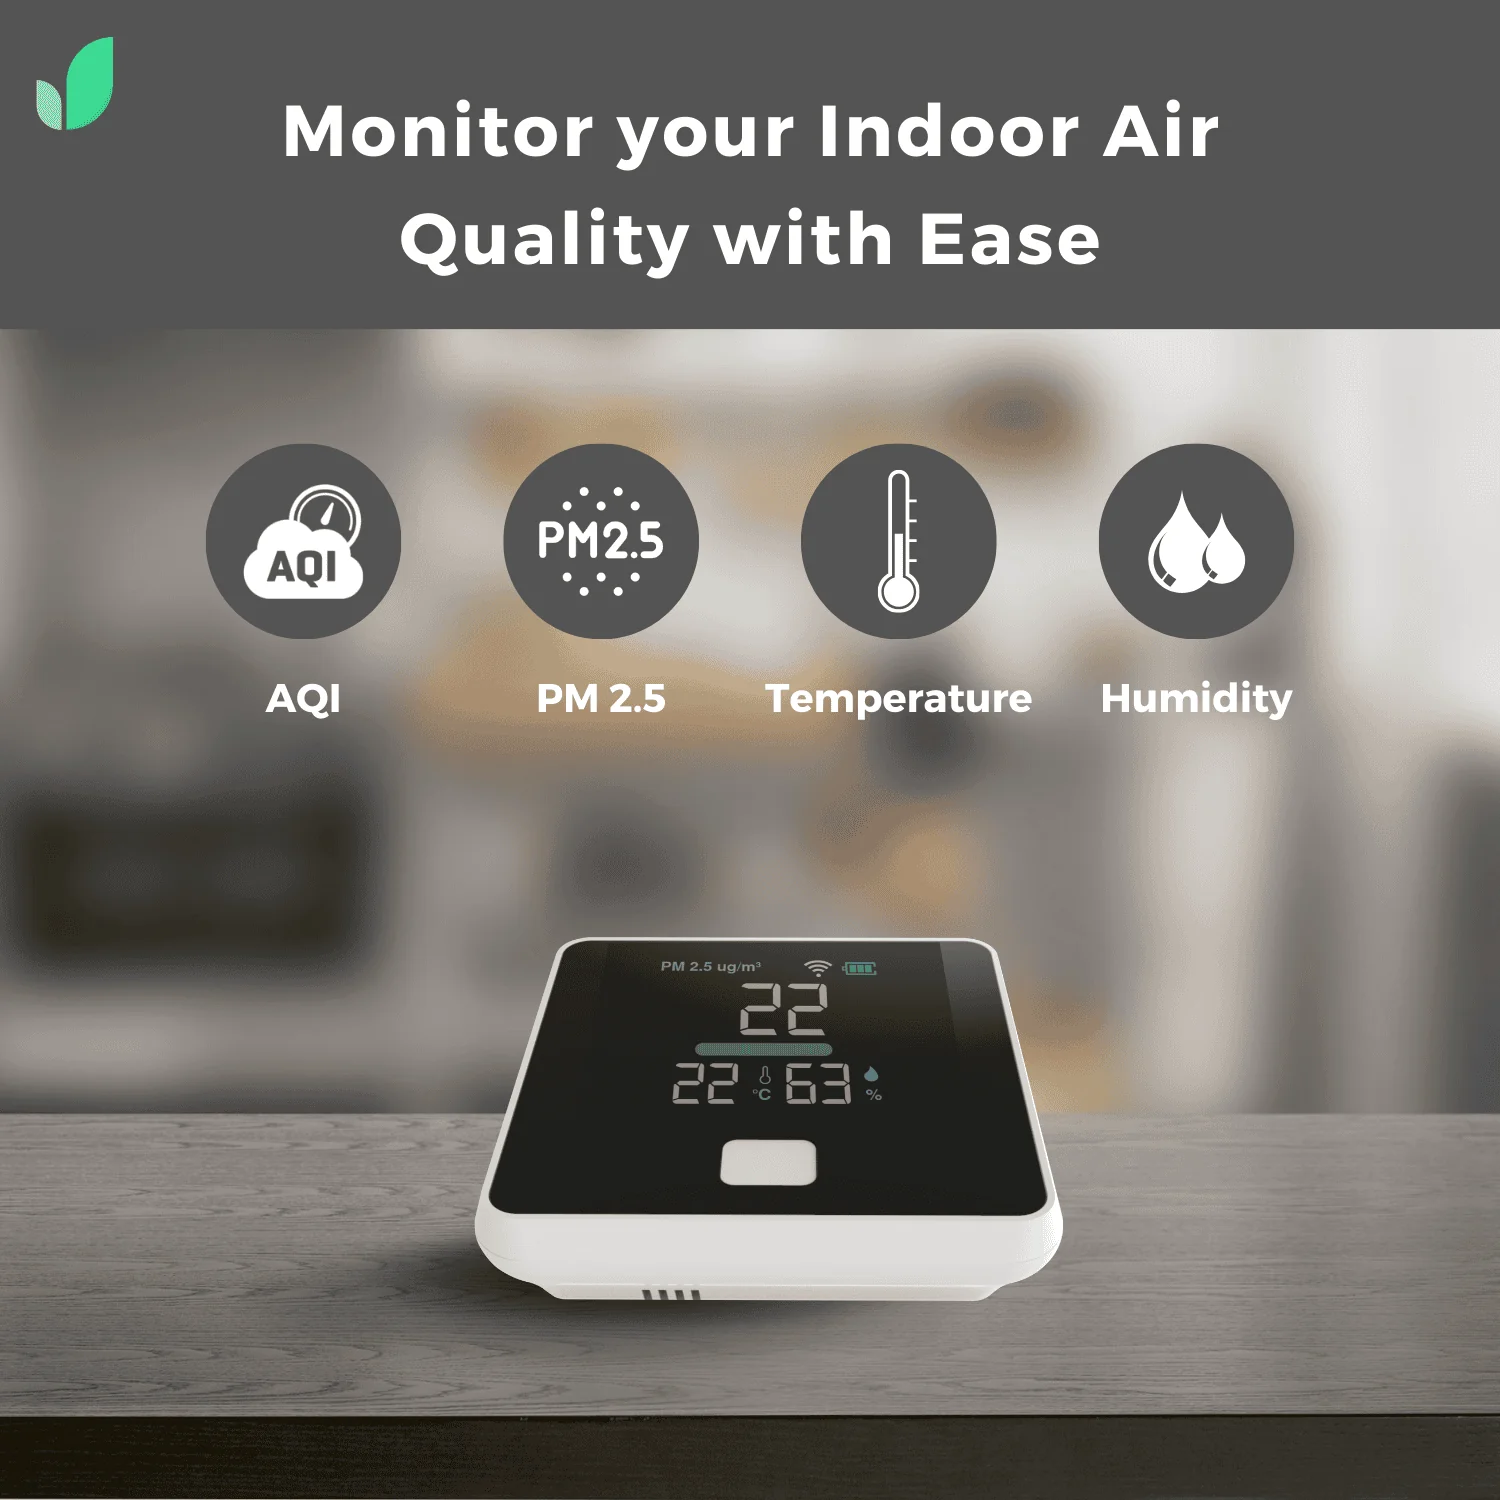 Monitor your Indoor Air
Quality with Ease
AQI
PM2.5
AQI
PM 2.5
Temperature
Humidity
PM 2.5 ug/m³
22
22 °C 63 %